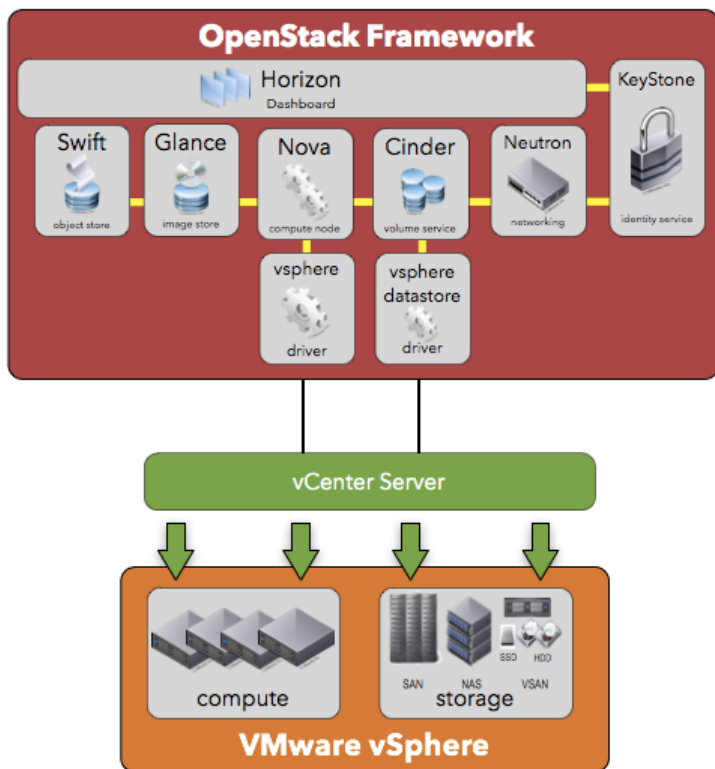 OpenStack Framework
Horizon
Dashboard
KeyStone
identity service
Swift
object store
Glance
image store
Nova
compute node
Cinder
volume service
Neutron
networking
vsphere
driver
vsphere
datastore
driver
vCenter Server
compute
SAN
NAS
SSD
HDD
VSAN
storage
VMware vSphere